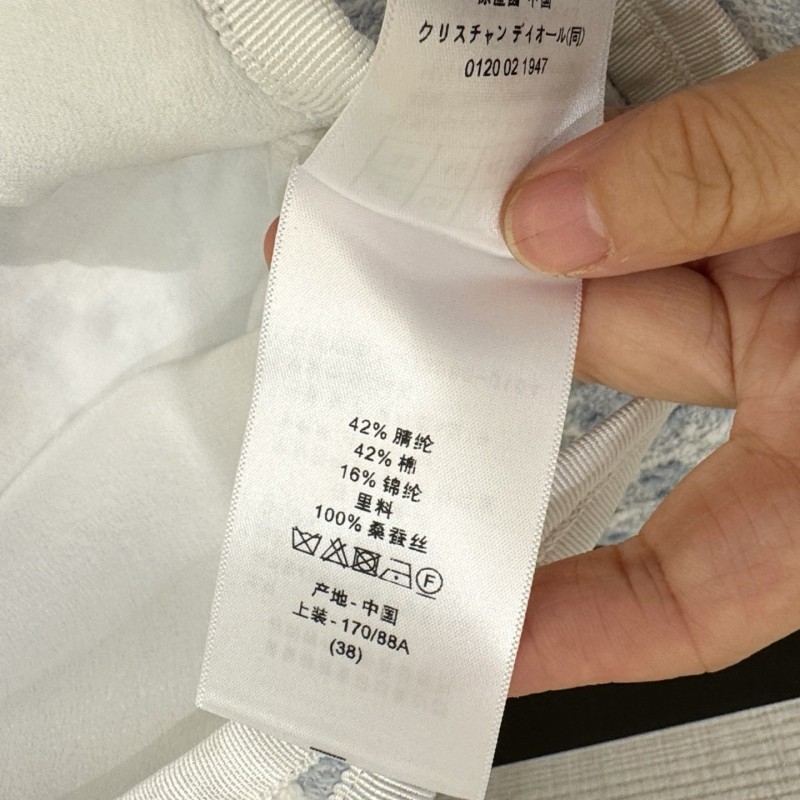 中国
クリスチャン ディオール(同)
0120 02 1947
42% 腈纶
42% 棉
16% 锦纶
里料
100% 桑蚕丝
F
产地 - 中国
上装 - 170/88A
(38)